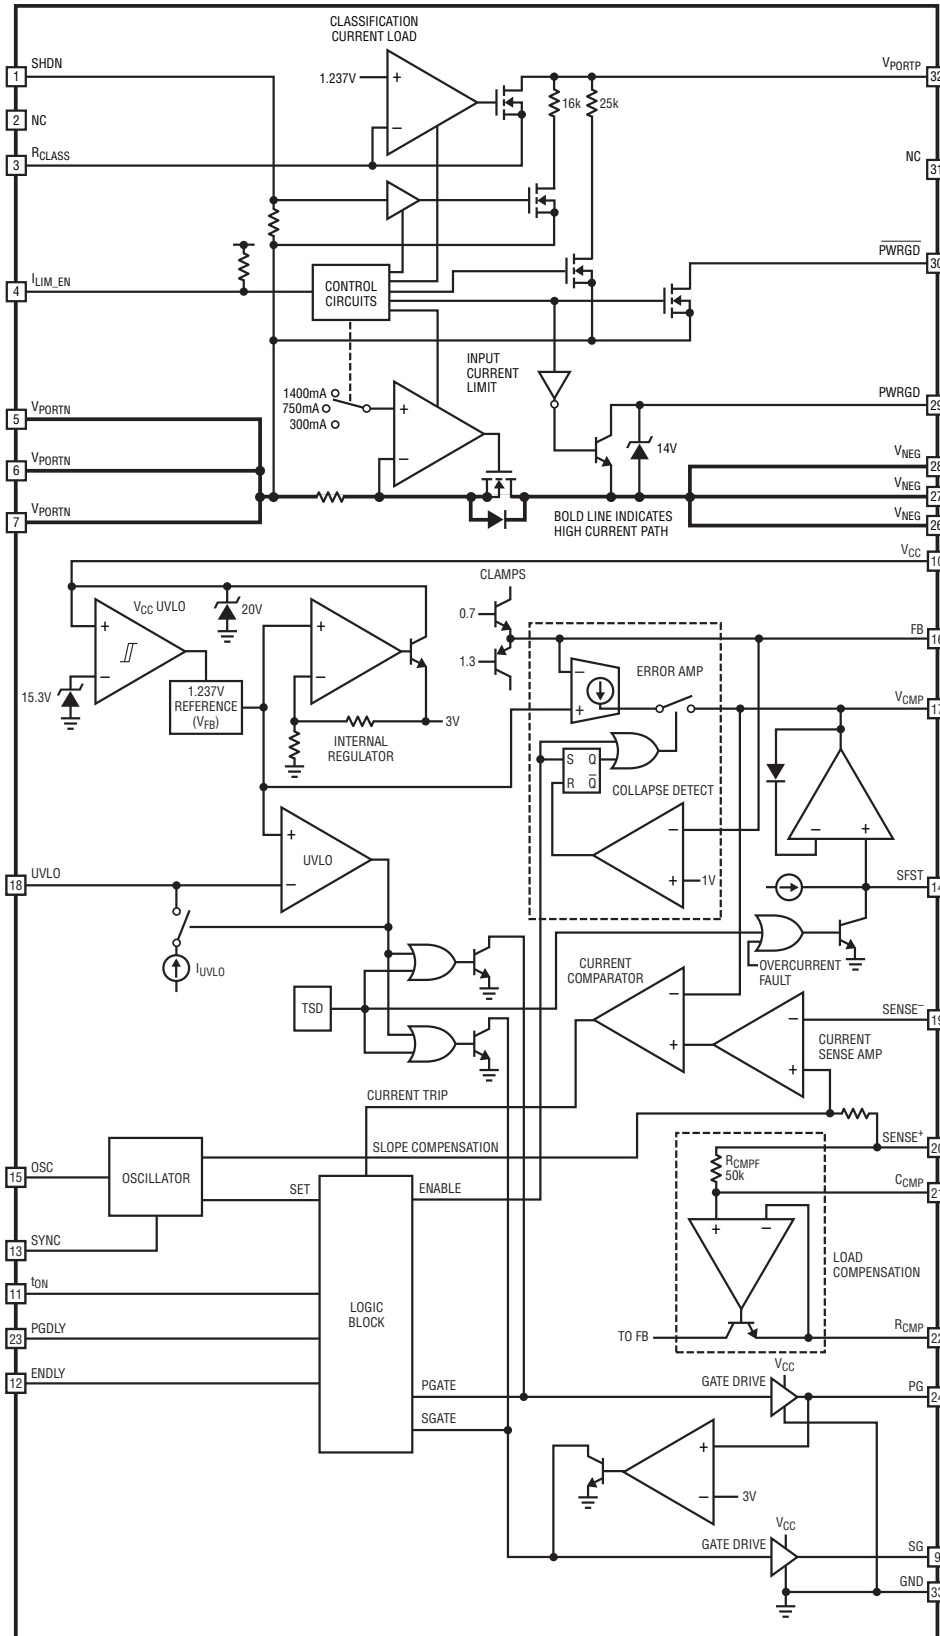 CLASSIFICATION
CURRENT LOAD
1 SHDN
1.237V
+
–
16k
25k
VPORTP 32
2 NC
3 RCLASS
NC 31
PWRGD 30
4 ILIM_EN
CONTROL
CIRCUITS
INPUT
CURRENT
LIMIT
1400mA
750mA
300mA
+
–
PWRGD 29
14V
5 VPORTN
6 VPORTN
7 VPORTN
VNEG 28
VNEG 27
VNEG 26
BOLD LINE INDICATES
HIGH CURRENT PATH
VCC 10
CLAMPS
0.7
1.3
VCC UVLO
+
–
20V
15.3V
1.237V
REFERENCE
(VFB)
+
–
3V
INTERNAL
REGULATOR
FB 16
ERROR AMP
–
+
VCMP 17
S Q
R Q
COLLAPSE DETECT
–
+
1V
–
+
+
UVLO
–
18 UVLO
IUVLO
SFST 14
OVERCURRENT
FAULT
TSD
CURRENT
COMPARATOR
–
+
SENSE– 19
–
+
CURRENT
SENSE AMP
CURRENT TRIP
SENSE+ 20
SLOPE COMPENSATION
15 OSC
OSCILLATOR
SET
ENABLE
RCMPF
50k
CCMP 21
+
–
LOAD
COMPENSATION
13 SYNC
11 tON
LOGIC
BLOCK
23 PGDLY
TO FB
RCMP 22
12 ENDLY
VCC
PGATE
GATE DRIVE
PG 24
SGATE
+
–
3V
VCC
GATE DRIVE
SG 9
GND 33